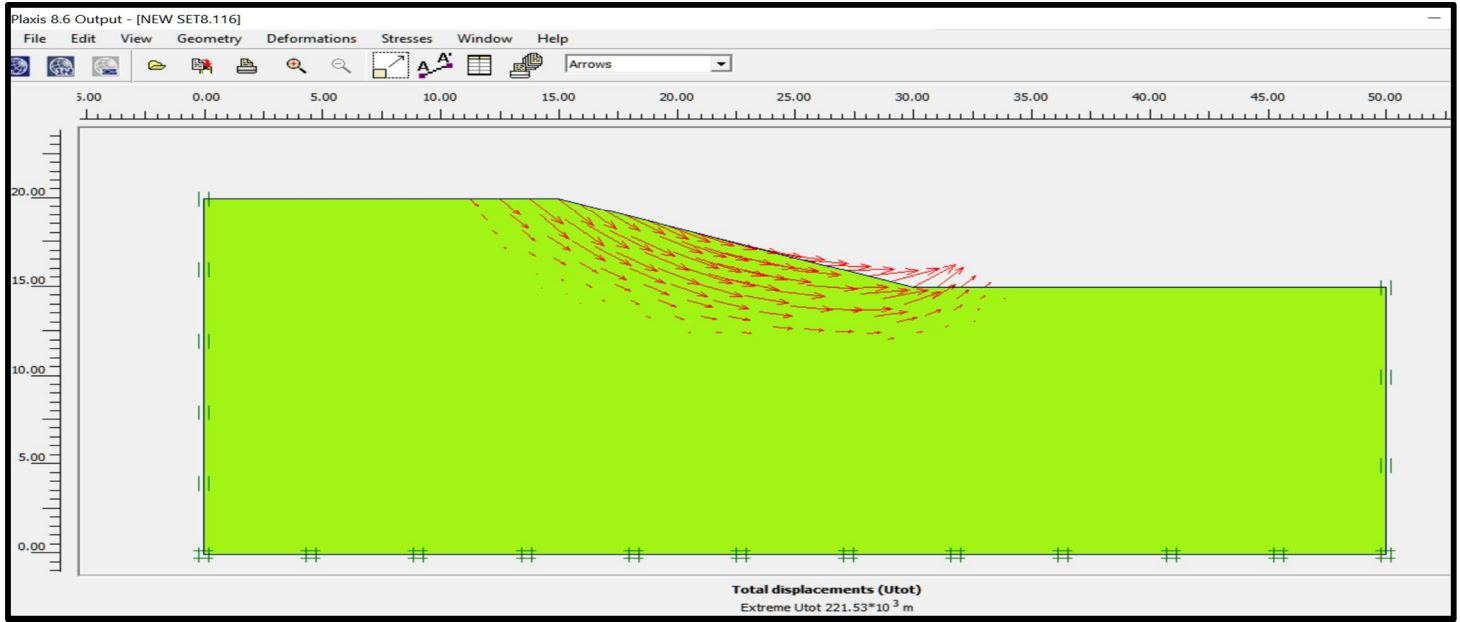 Plaxis 8.6 Output - [NEW SET8.116]
File Edit View Geometry Deformations Stresses Window Help
Arrows
5.00 0.00 5.00 10.00 15.00 20.00 25.00 30.00 35.00 40.00 45.00 50.00
20.00
15.00
10.00
5.00
0.00
Total displacements (Utot)
Extreme Utot 221.53*10 3 m